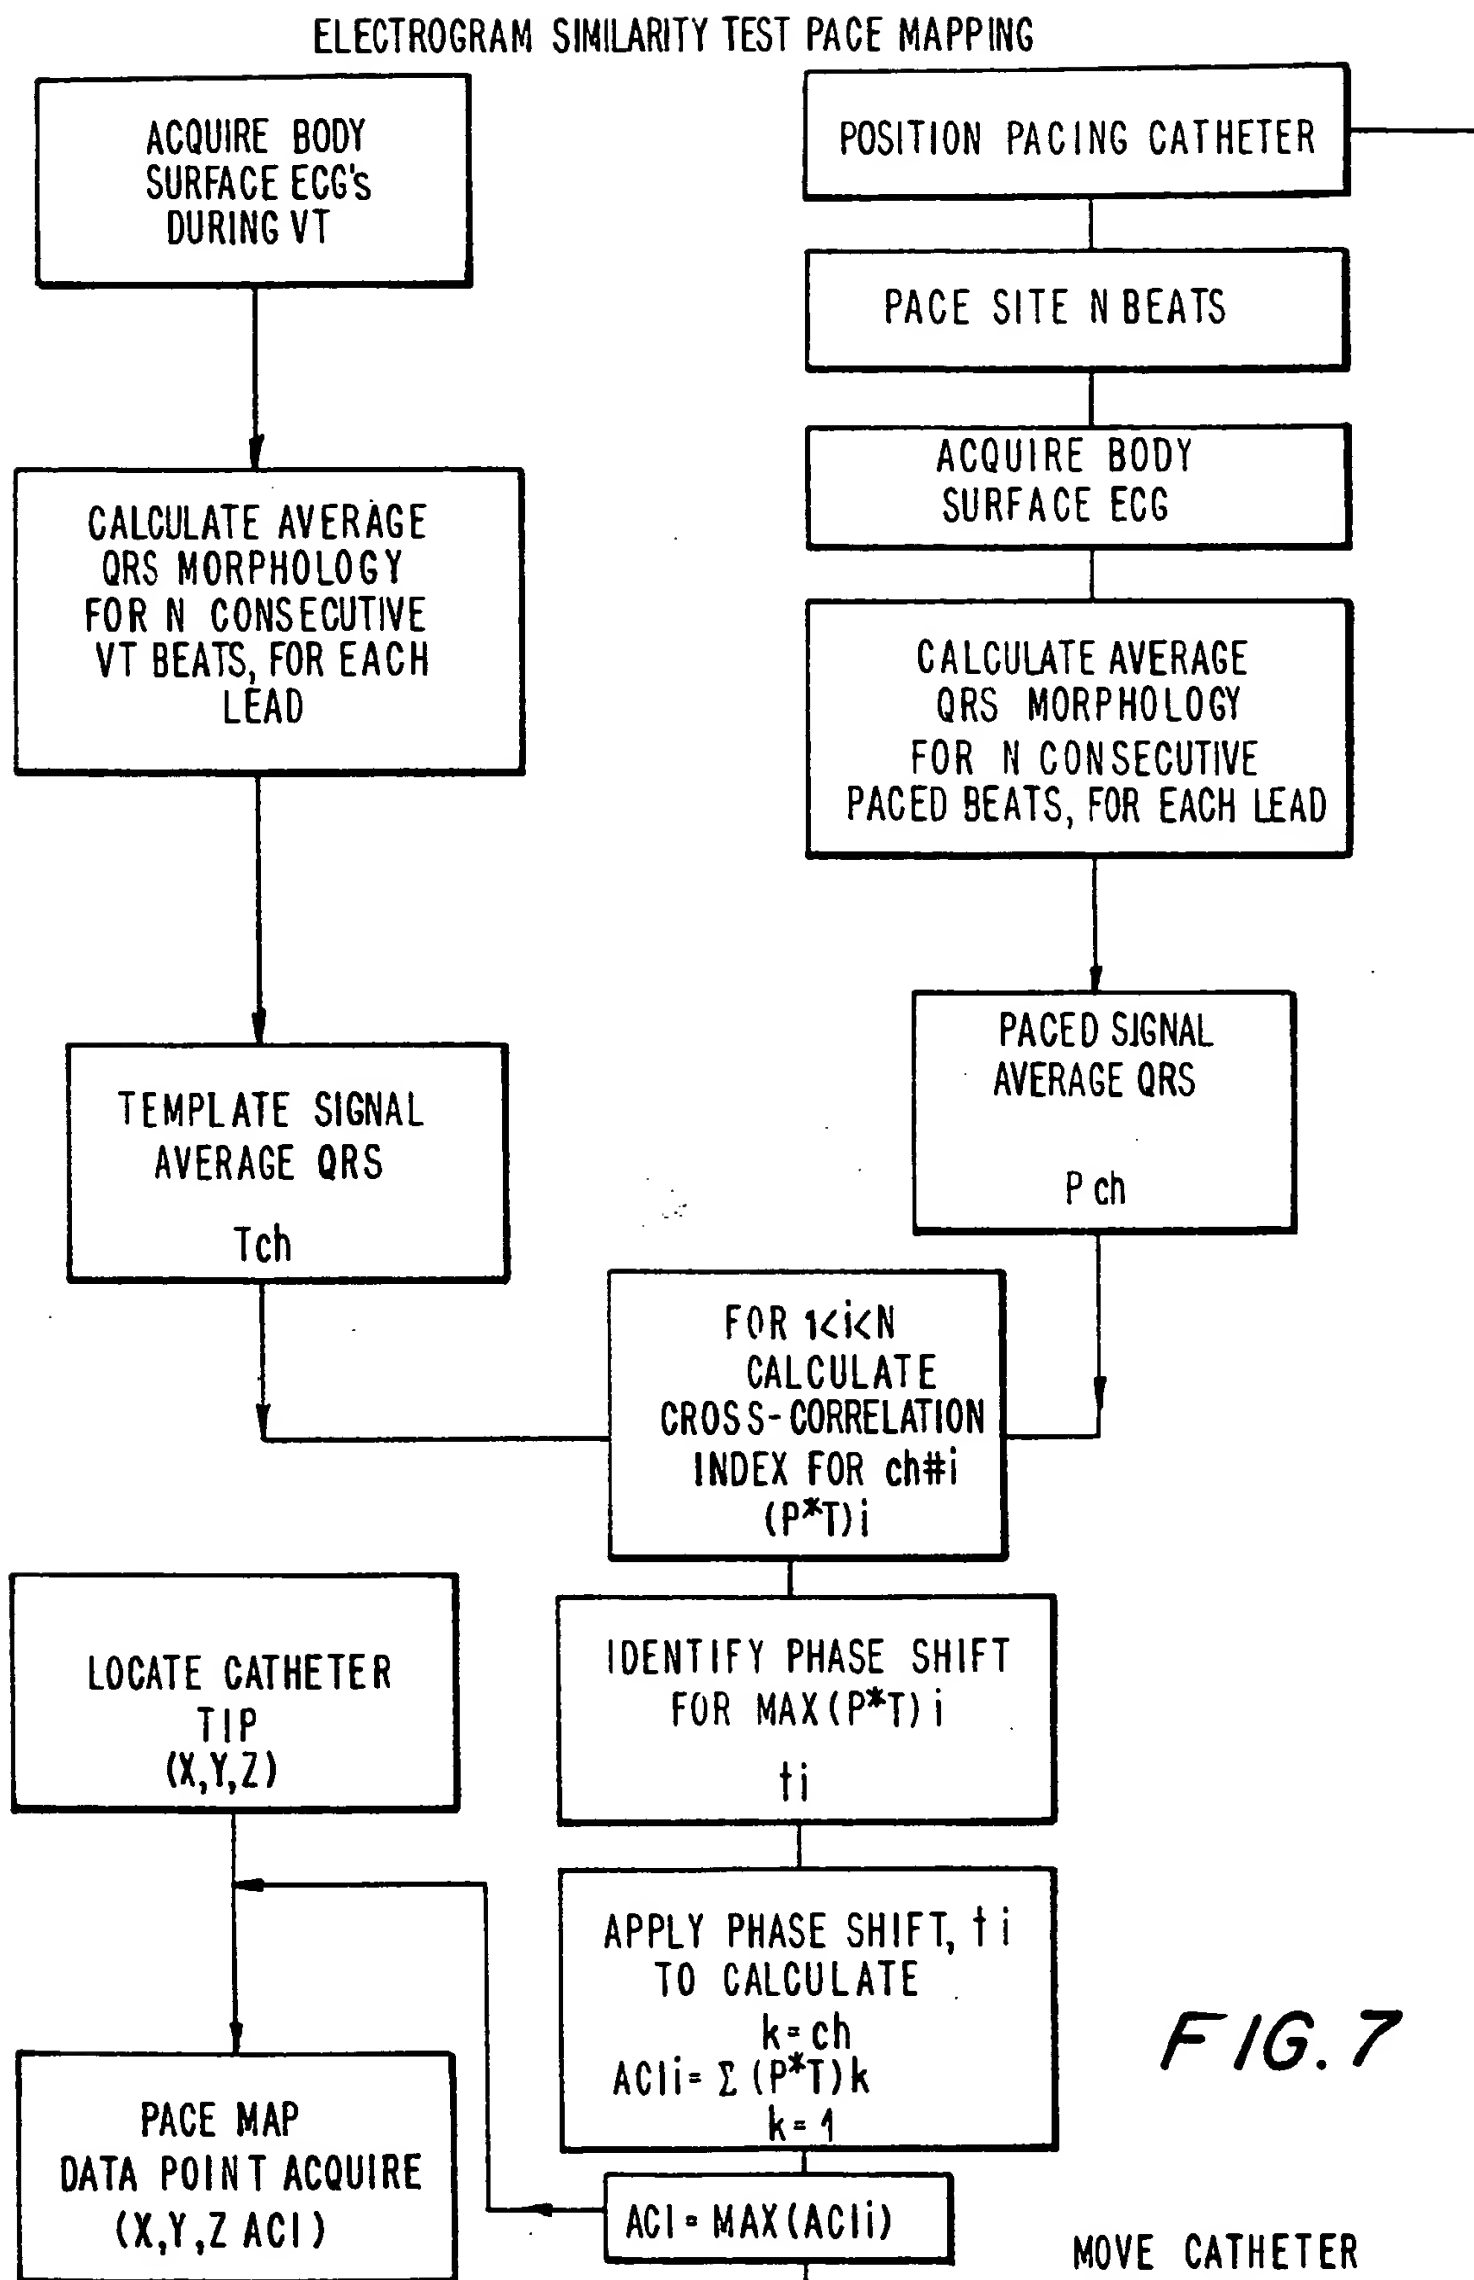 ELECTROGRAM SIMILARITY TEST PACE MAPPING
ACQUIRE BODY
SURFACE ECG's
DURING VT
CALCULATE AVERAGE
QRS MORPHOLOGY
FOR N CONSECUTIVE
VT BEATS, FOR EACH
LEAD
TEMPLATE SIGNAL
AVERAGE QRS
Tch
POSITION PACING CATHETER
PACE SITE N BEATS
ACQUIRE BODY
SURFACE ECG
CALCULATE AVERAGE
QRS MORPHOLOGY
FOR N CONSECUTIVE
PACED BEATS, FOR EACH LEAD
PACED SIGNAL
AVERAGE QRS
P ch
FOR 1<i<N
CALCULATE
CROSS-CORRELATION
INDEX FOR ch#i
(P*T)i
IDENTIFY PHASE SHIFT
FOR MAX(P*T)i
ti
APPLY PHASE SHIFT, ti
TO CALCULATE
k=ch
ACIi=Σ(P*T)k
k=1
ACI=MAX(ACIi)
LOCATE CATHETER
TIP
(X,Y,Z)
PACE MAP
DATA POINT ACQUIRE
(X,Y,Z ACI)
MOVE CATHETER
FIG.7